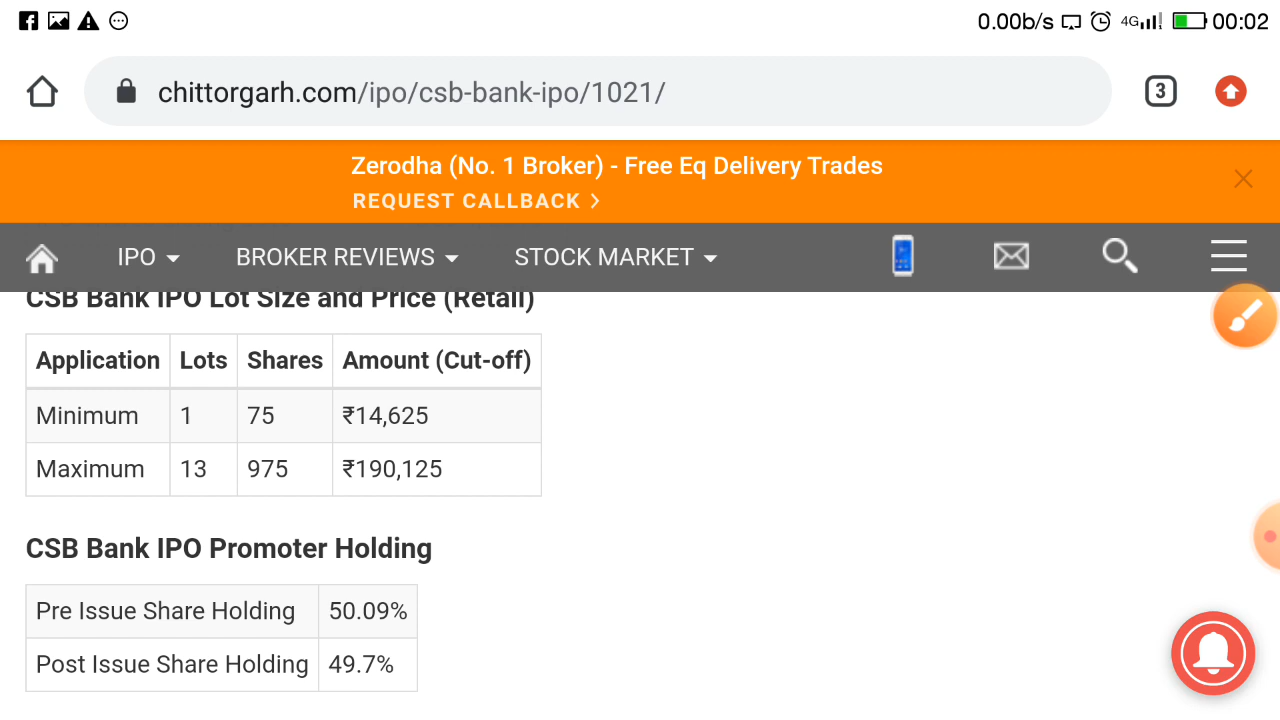 0.00b/s 4G 00:02
chittorgarh.com/ipo/csb-bank-ipo/1021/ 3
Zerodha (No. 1 Broker) - Free Eq Delivery Trades
REQUEST CALLBACK
IPO BROKER REVIEWS STOCK MARKET
CSB Bank IPO Lot Size and Price (Retail)
Application Lots Shares Amount (Cut-off)
Minimum 1 75 ₹14,625
Maximum 13 975 ₹190,125
CSB Bank IPO Promoter Holding
Pre Issue Share Holding 50.09%
Post Issue Share Holding 49.7%